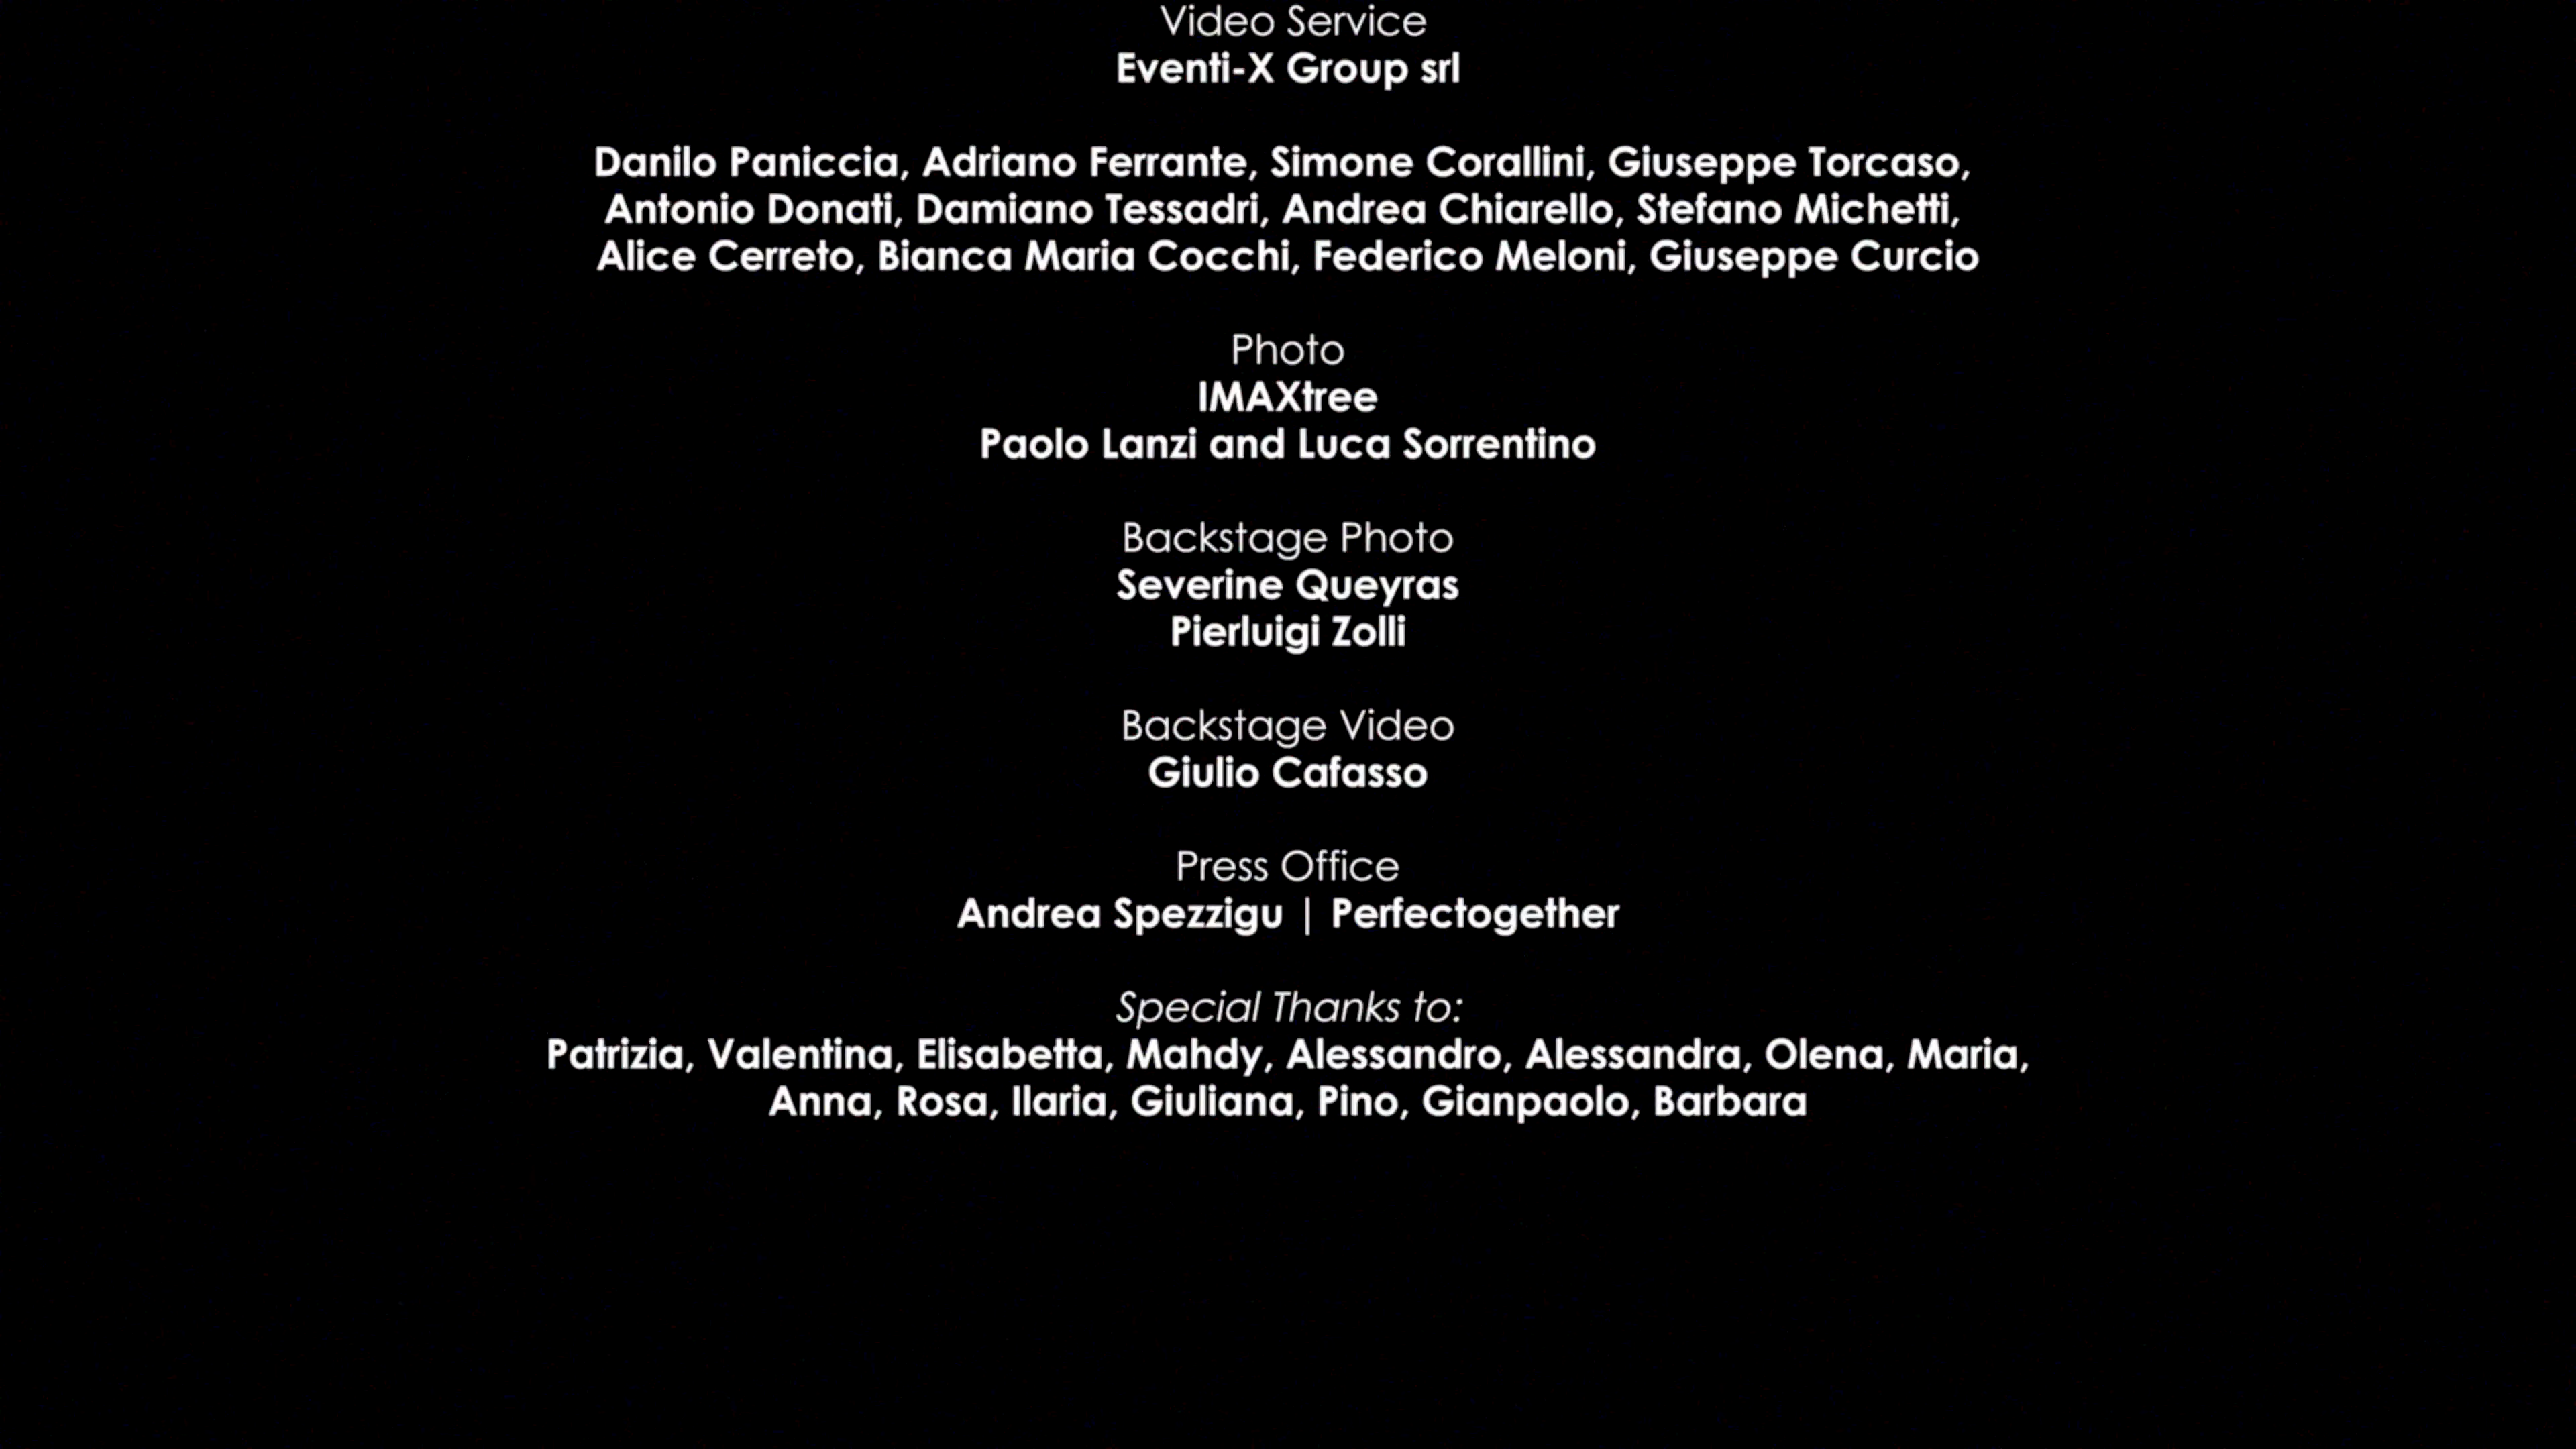 Video Service
Eventi-X Group srl
Danilo Paniccia, Adriano Ferrante, Simone Corallini, Giuseppe Torcaso,
Antonio Donati, Damiano Tessadri, Andrea Chiarello, Stefano Michetti,
Alice Cerreto, Bianca Maria Cocchi, Federico Meloni, Giuseppe Curcio
Photo
IMAXtree
Paolo Lanzi and Luca Sorrentino
Backstage Photo
Severine Queyras
Pierluigi Zolli
Backstage Video
Giulio Cafasso
Press Office
Andrea Spezzigu | Perfectogether
Special Thanks to:
Patrizia, Valentina, Elisabetta, Mahdy, Alessandro, Alessandra, Olena, Maria,
Anna, Rosa, Ilaria, Giuliana, Pino, Gianpaolo, Barbara